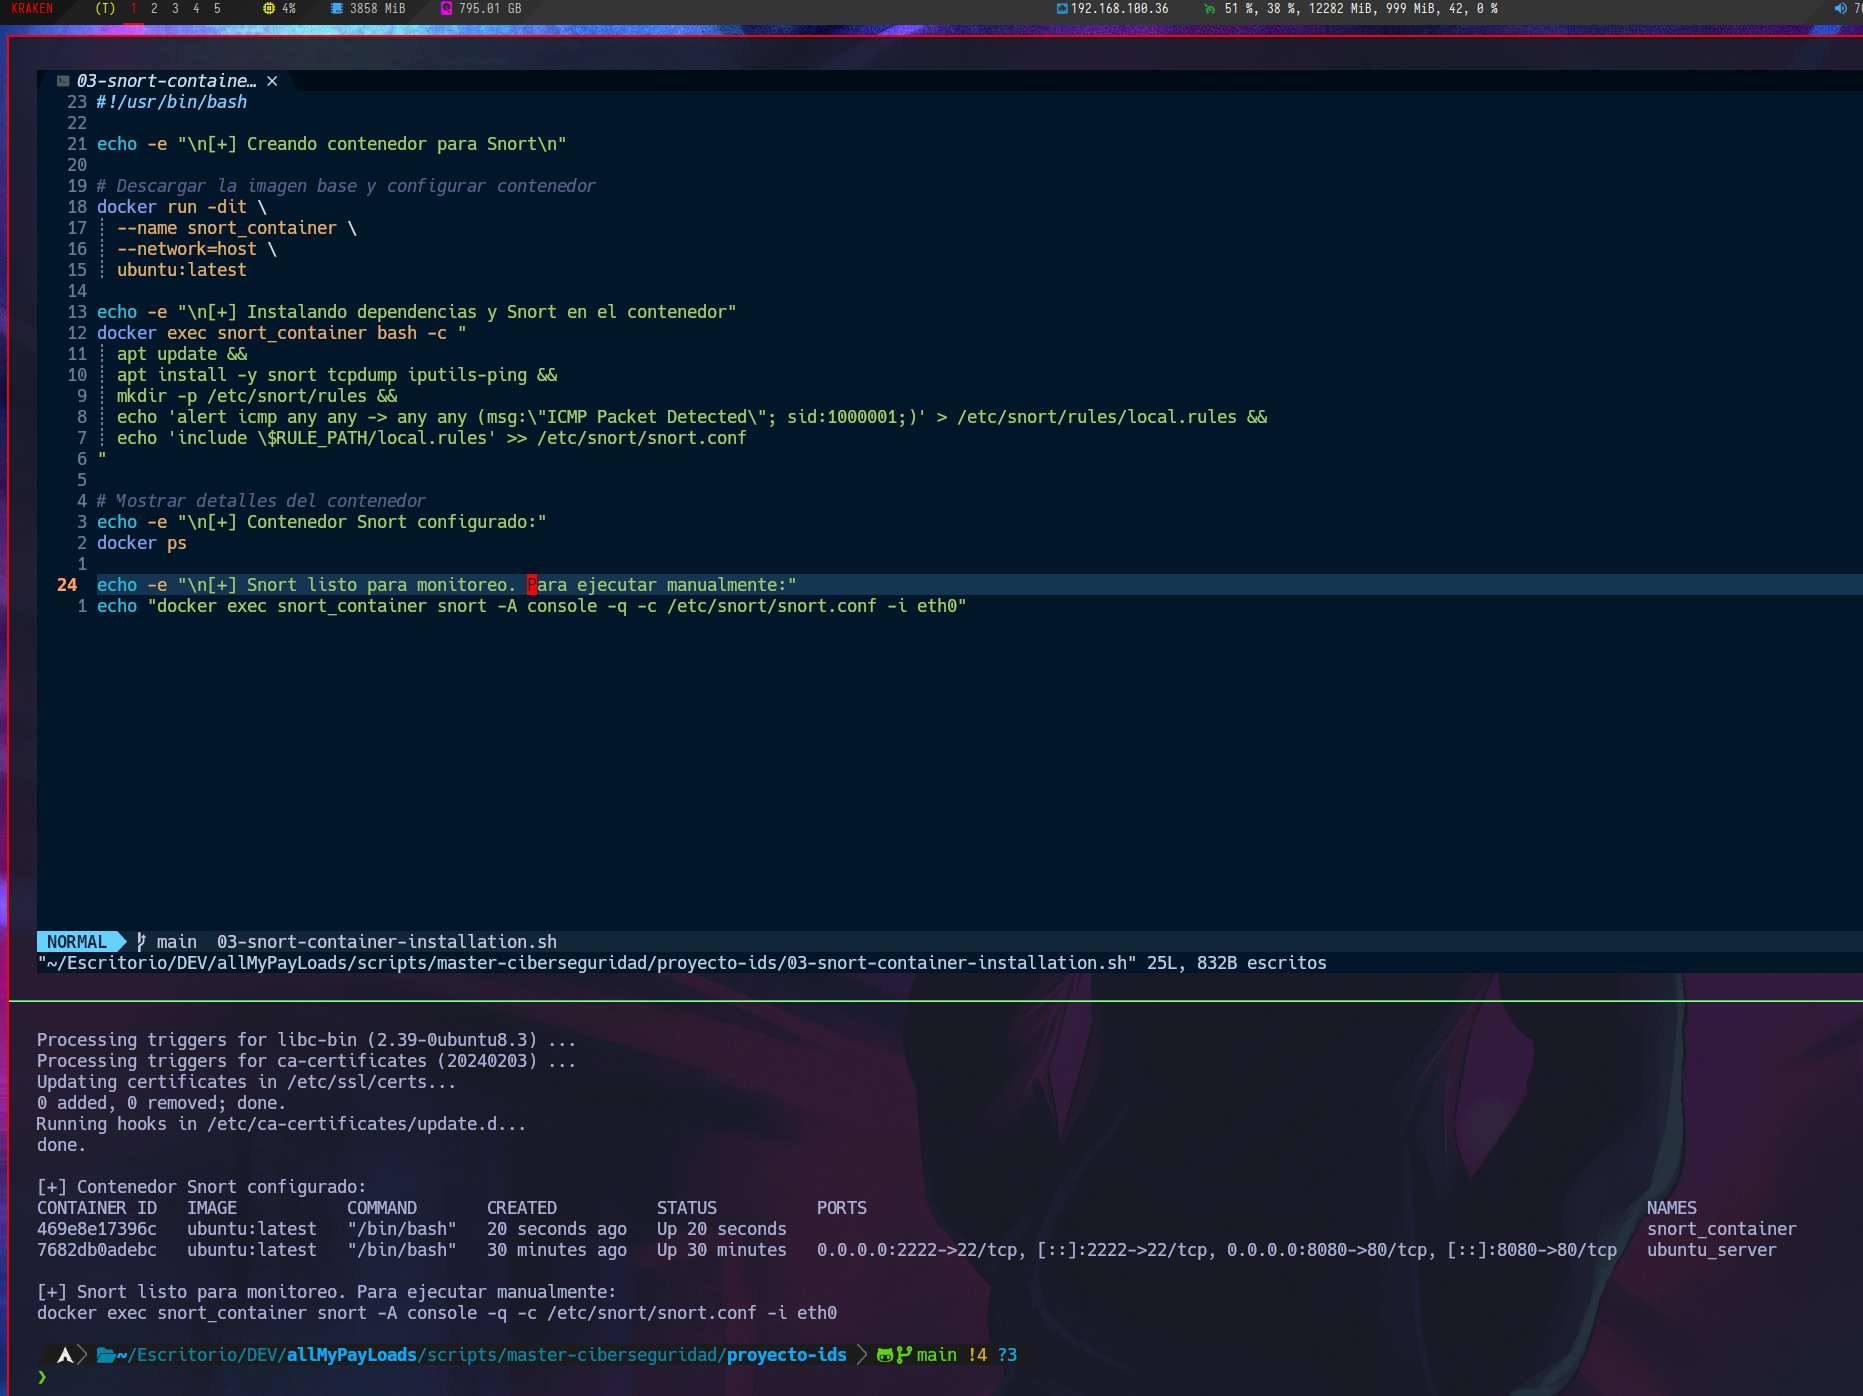 KRAKEN (T) 1 2 3 4 5 4% 3858 MiB 795.01 GB 192.168.100.36 51 %, 38 %, 12282 MiB, 999 MiB, 42, 0 %
03-snort-containe… ×
23 #!/usr/bin/bash
22
21 echo -e "\n[+] Creando contenedor para Snort\n"
20
19 # Descargar la imagen base y configurar contenedor
18 docker run -dit \
17 --name snort_container \
16 --network=host \
15 ubuntu:latest
14
13 echo -e "\n[+] Instalando dependencias y Snort en el contenedor"
12 docker exec snort_container bash -c "
11 apt update &&
10 apt install -y snort tcpdump iputils-ping &&
9 mkdir -p /etc/snort/rules &&
8 echo 'alert icmp any any -> any any (msg:\"ICMP Packet Detected\"; sid:1000001;)' > /etc/snort/rules/local.rules &&
7 echo 'include \$RULE_PATH/local.rules' >> /etc/snort/snort.conf
6 "
5
4 # Mostrar detalles del contenedor
3 echo -e "\n[+] Contenedor Snort configurado:"
2 docker ps
1
24 echo -e "\n[+] Snort listo para monitoreo. Para ejecutar manualmente:"
1 echo "docker exec snort_container snort -A console -q -c /etc/snort/snort.conf -i eth0"
NORMAL main 03-snort-container-installation.sh
"~/Escritorio/DEV/allMyPayLoads/scripts/master-ciberseguridad/proyecto-ids/03-snort-container-installation.sh" 25L, 832B escritos
Processing triggers for libc-bin (2.39-0ubuntu8.3) ...
Processing triggers for ca-certificates (20240203) ...
Updating certificates in /etc/ssl/certs...
0 added, 0 removed; done.
Running hooks in /etc/ca-certificates/update.d...
done.
[+] Contenedor Snort configurado:
CONTAINER ID IMAGE COMMAND CREATED STATUS PORTS NAMES
469e8e17396c ubuntu:latest "/bin/bash" 20 seconds ago Up 20 seconds snort_container
7682db0adebc ubuntu:latest "/bin/bash" 30 minutes ago Up 30 minutes 0.0.0.0:2222->22/tcp, [::]:2222->22/tcp, 0.0.0.0:8080->80/tcp, [::]:8080->80/tcp ubuntu_server
[+] Snort listo para monitoreo. Para ejecutar manualmente:
docker exec snort_container snort -A console -q -c /etc/snort/snort.conf -i eth0
~/Escritorio/DEV/allMyPayLoads/scripts/master-ciberseguridad/proyecto-ids main !4 ?3
❯